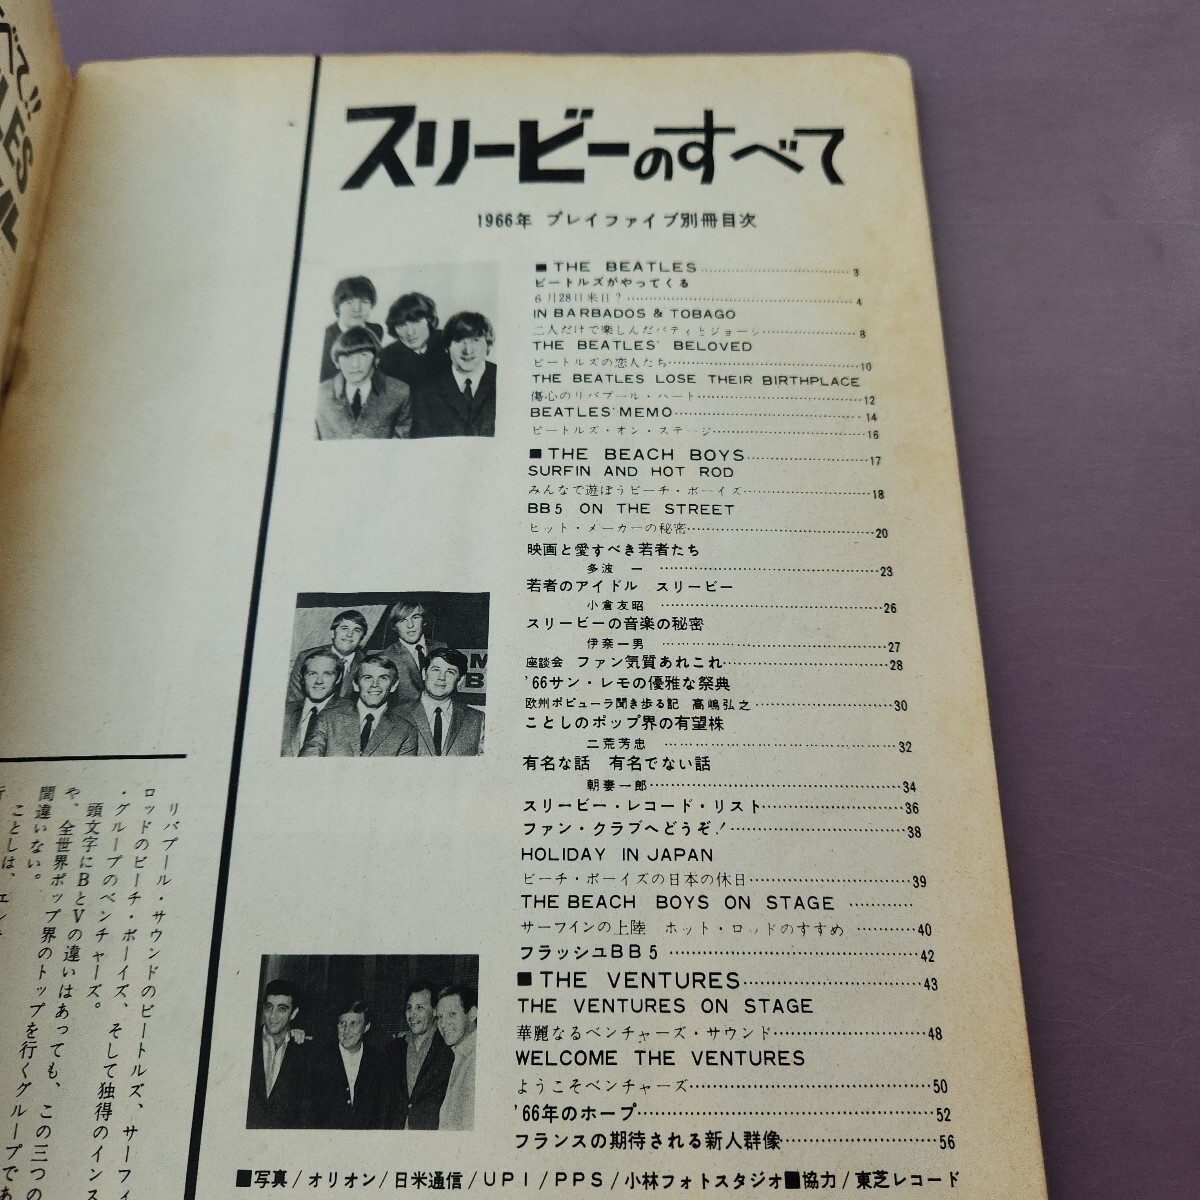 べて!!
LES
スリービーのすべて
1966年 プレイファイブ別冊目次
■THE BEATLES 3
ビートルズがやってくる
6月28日来日? 4
IN BARBADOS & TOBAGO
二人だけで楽しんだパティとジョージ 8
THE BEATLES' BELOVED
ビートルズの恋人たち 10
THE BEATLES LOSE THEIR BIRTHPLACE
傷心のリバプール・ハート 12
BEATLES' MEMO 14
ビートルズ・オン・ステージ 16
■THE BEACH BOYS 17
SURFIN AND HOT ROD
みんなで遊ぼうビーチ・ボーイズ 18
BB5 ON THE STREET
ヒット・メーカーの秘密 20
映画と愛すべき若者たち
多波 一 23
若者のアイドル スリービー
小倉友昭 26
スリービーの音楽の秘密
伊奈一男 27
座談会 ファン気質あれこれ 28
'66サン・レモの優雅な祭典
欧州ポピューラ聞き歩る記 高嶋弘之 30
ことしのポップ界の有望株
二荒芳忠 32
有名な話 有名でない話
朝妻一郎 34
スリービー・レコード・リスト 36
ファン・クラブへどうぞ! 38
HOLIDAY IN JAPAN
ビーチ・ボーイズの日本の休日 39
THE BEACH BOYS ON STAGE
サーフインの上陸 ホット・ロッドのすすめ 40
フラッシュBB5 42
■THE VENTURES 43
THE VENTURES ON STAGE
華麗なるベンチャーズ・サウンド 48
WELCOME THE VENTURES
ようこそベンチャーズ 50
'66年のホープ 52
フランスの期待される新人群像 56
■写真/オリオン/日米通信/UPI/PPS/小林フォトスタジオ■協力/東芝レコード
リバプール・サウンドのビートルズ、サーフィ
ロッドのビーチ・ボーイズ、そして独得のインス
・グループのベンチャーズ。
頭文字にBとVの違いはあっても、この三つの
や、全世界ポップ界のトップを行くグループであ
間違いない。
ことしは、エレ